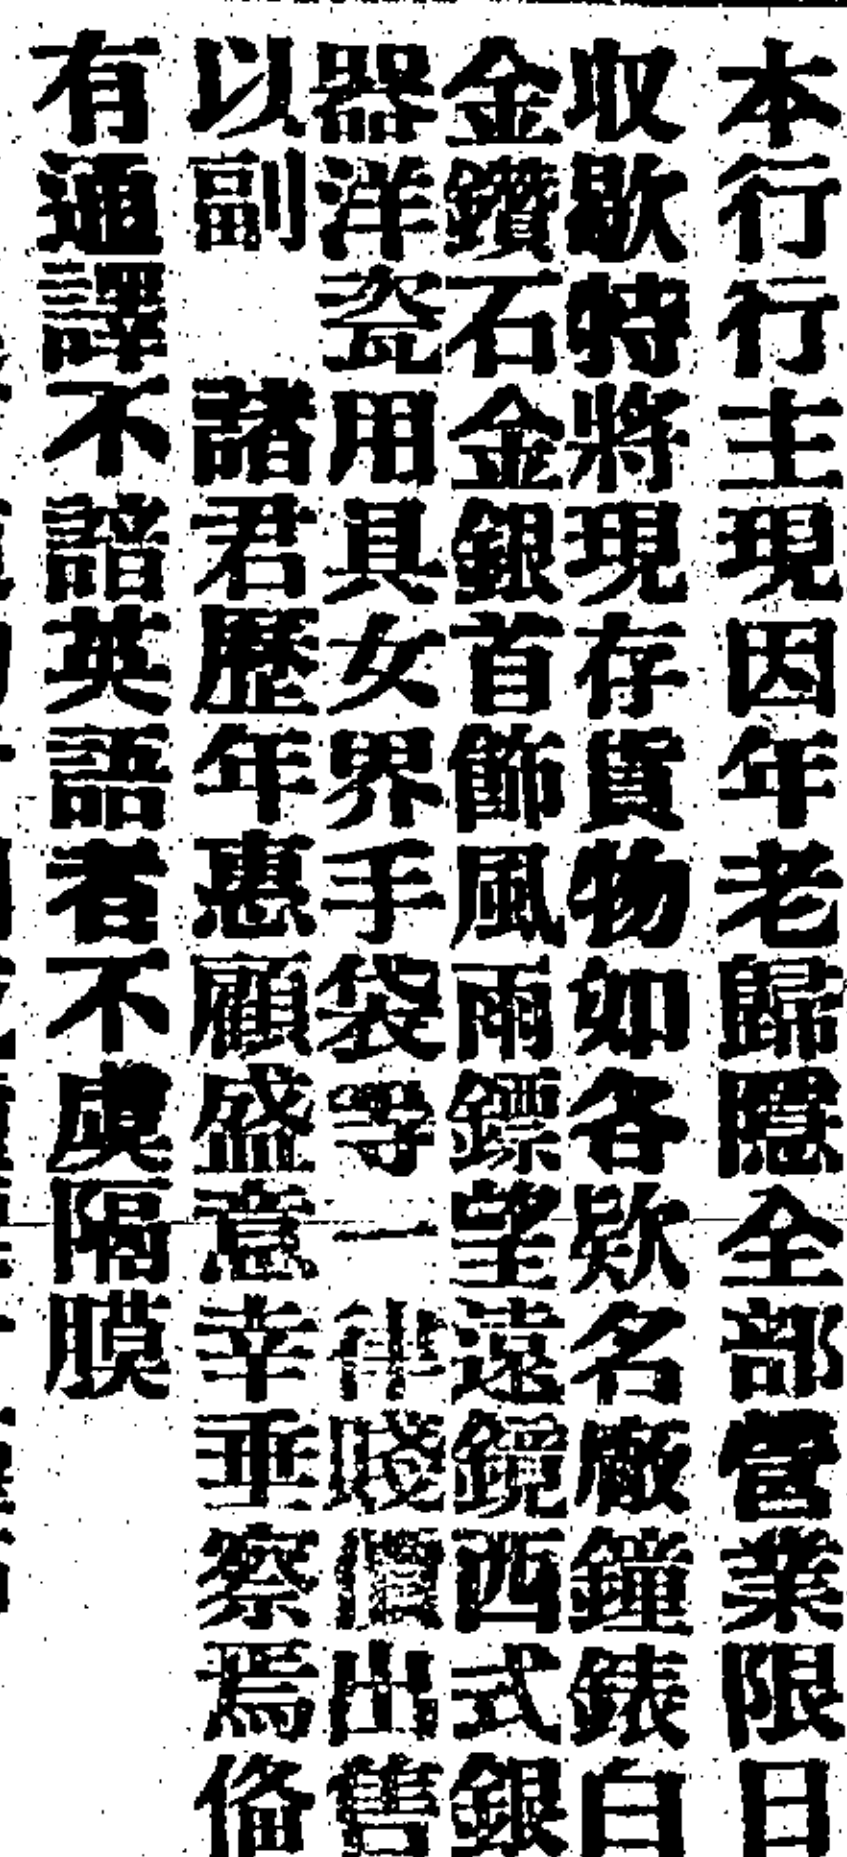 本行行主現因年老歸隱全部營業限日
收歇特將現存貨物如各欵名廠鐘錶白
金鑽石金銀首飾風雨鏢望遠鏡西式銀
器洋瓷用具女界手袋等一律賤價出售
以副　諸君歷年惠顧盛意幸垂察焉俻
有通譯不諳英語者不虞隔膜